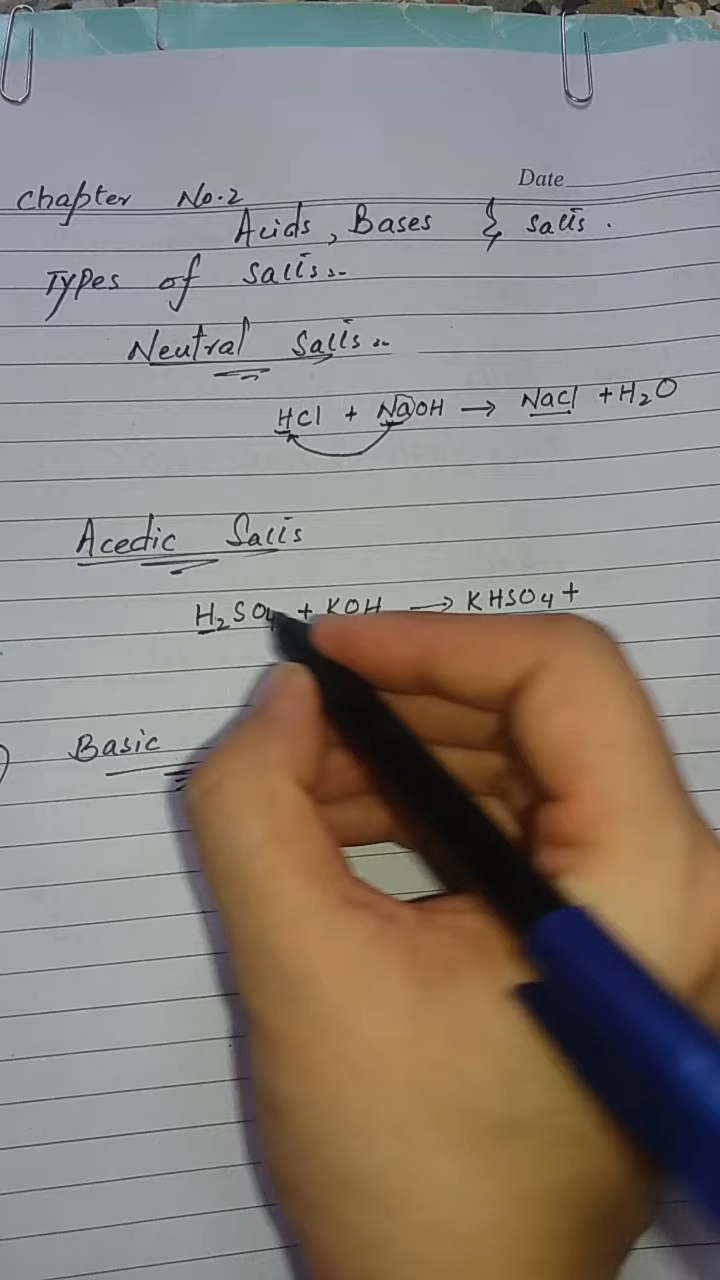 Date
Chapter No.2
Acids, Bases & Salts.
Types of Salts:-
Neutral Salts:-
HCl + NaOH → NaCl + H₂O
Acedic Salts
H₂SO₄ + KOH → KHSO₄ +
Basic